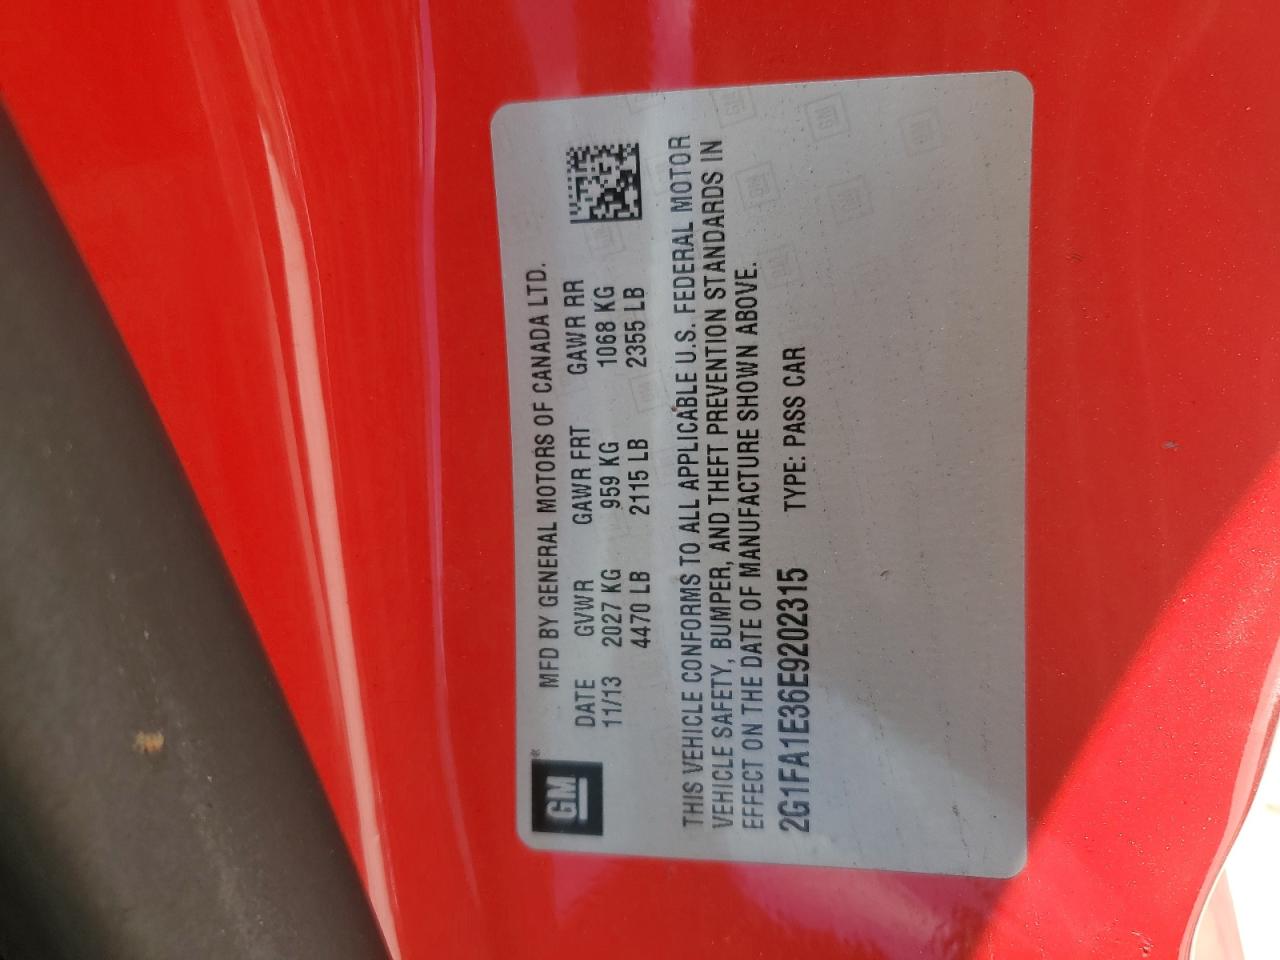 GM®
MFD BY GENERAL MOTORS OF CANADA LTD.
DATE GVWR GAWR FRT GAWR RR
11/13 2027 KG 959 KG 1068 KG
4470 LB 2115 LB 2355 LB
THIS VEHICLE CONFORMS TO ALL APPLICABLE U.S. FEDERAL MOTOR
VEHICLE SAFETY, BUMPER, AND THEFT PREVENTION STANDARDS IN
EFFECT ON THE DATE OF MANUFACTURE SHOWN ABOVE.
2G1FA1E36E9202315 TYPE: PASS CAR